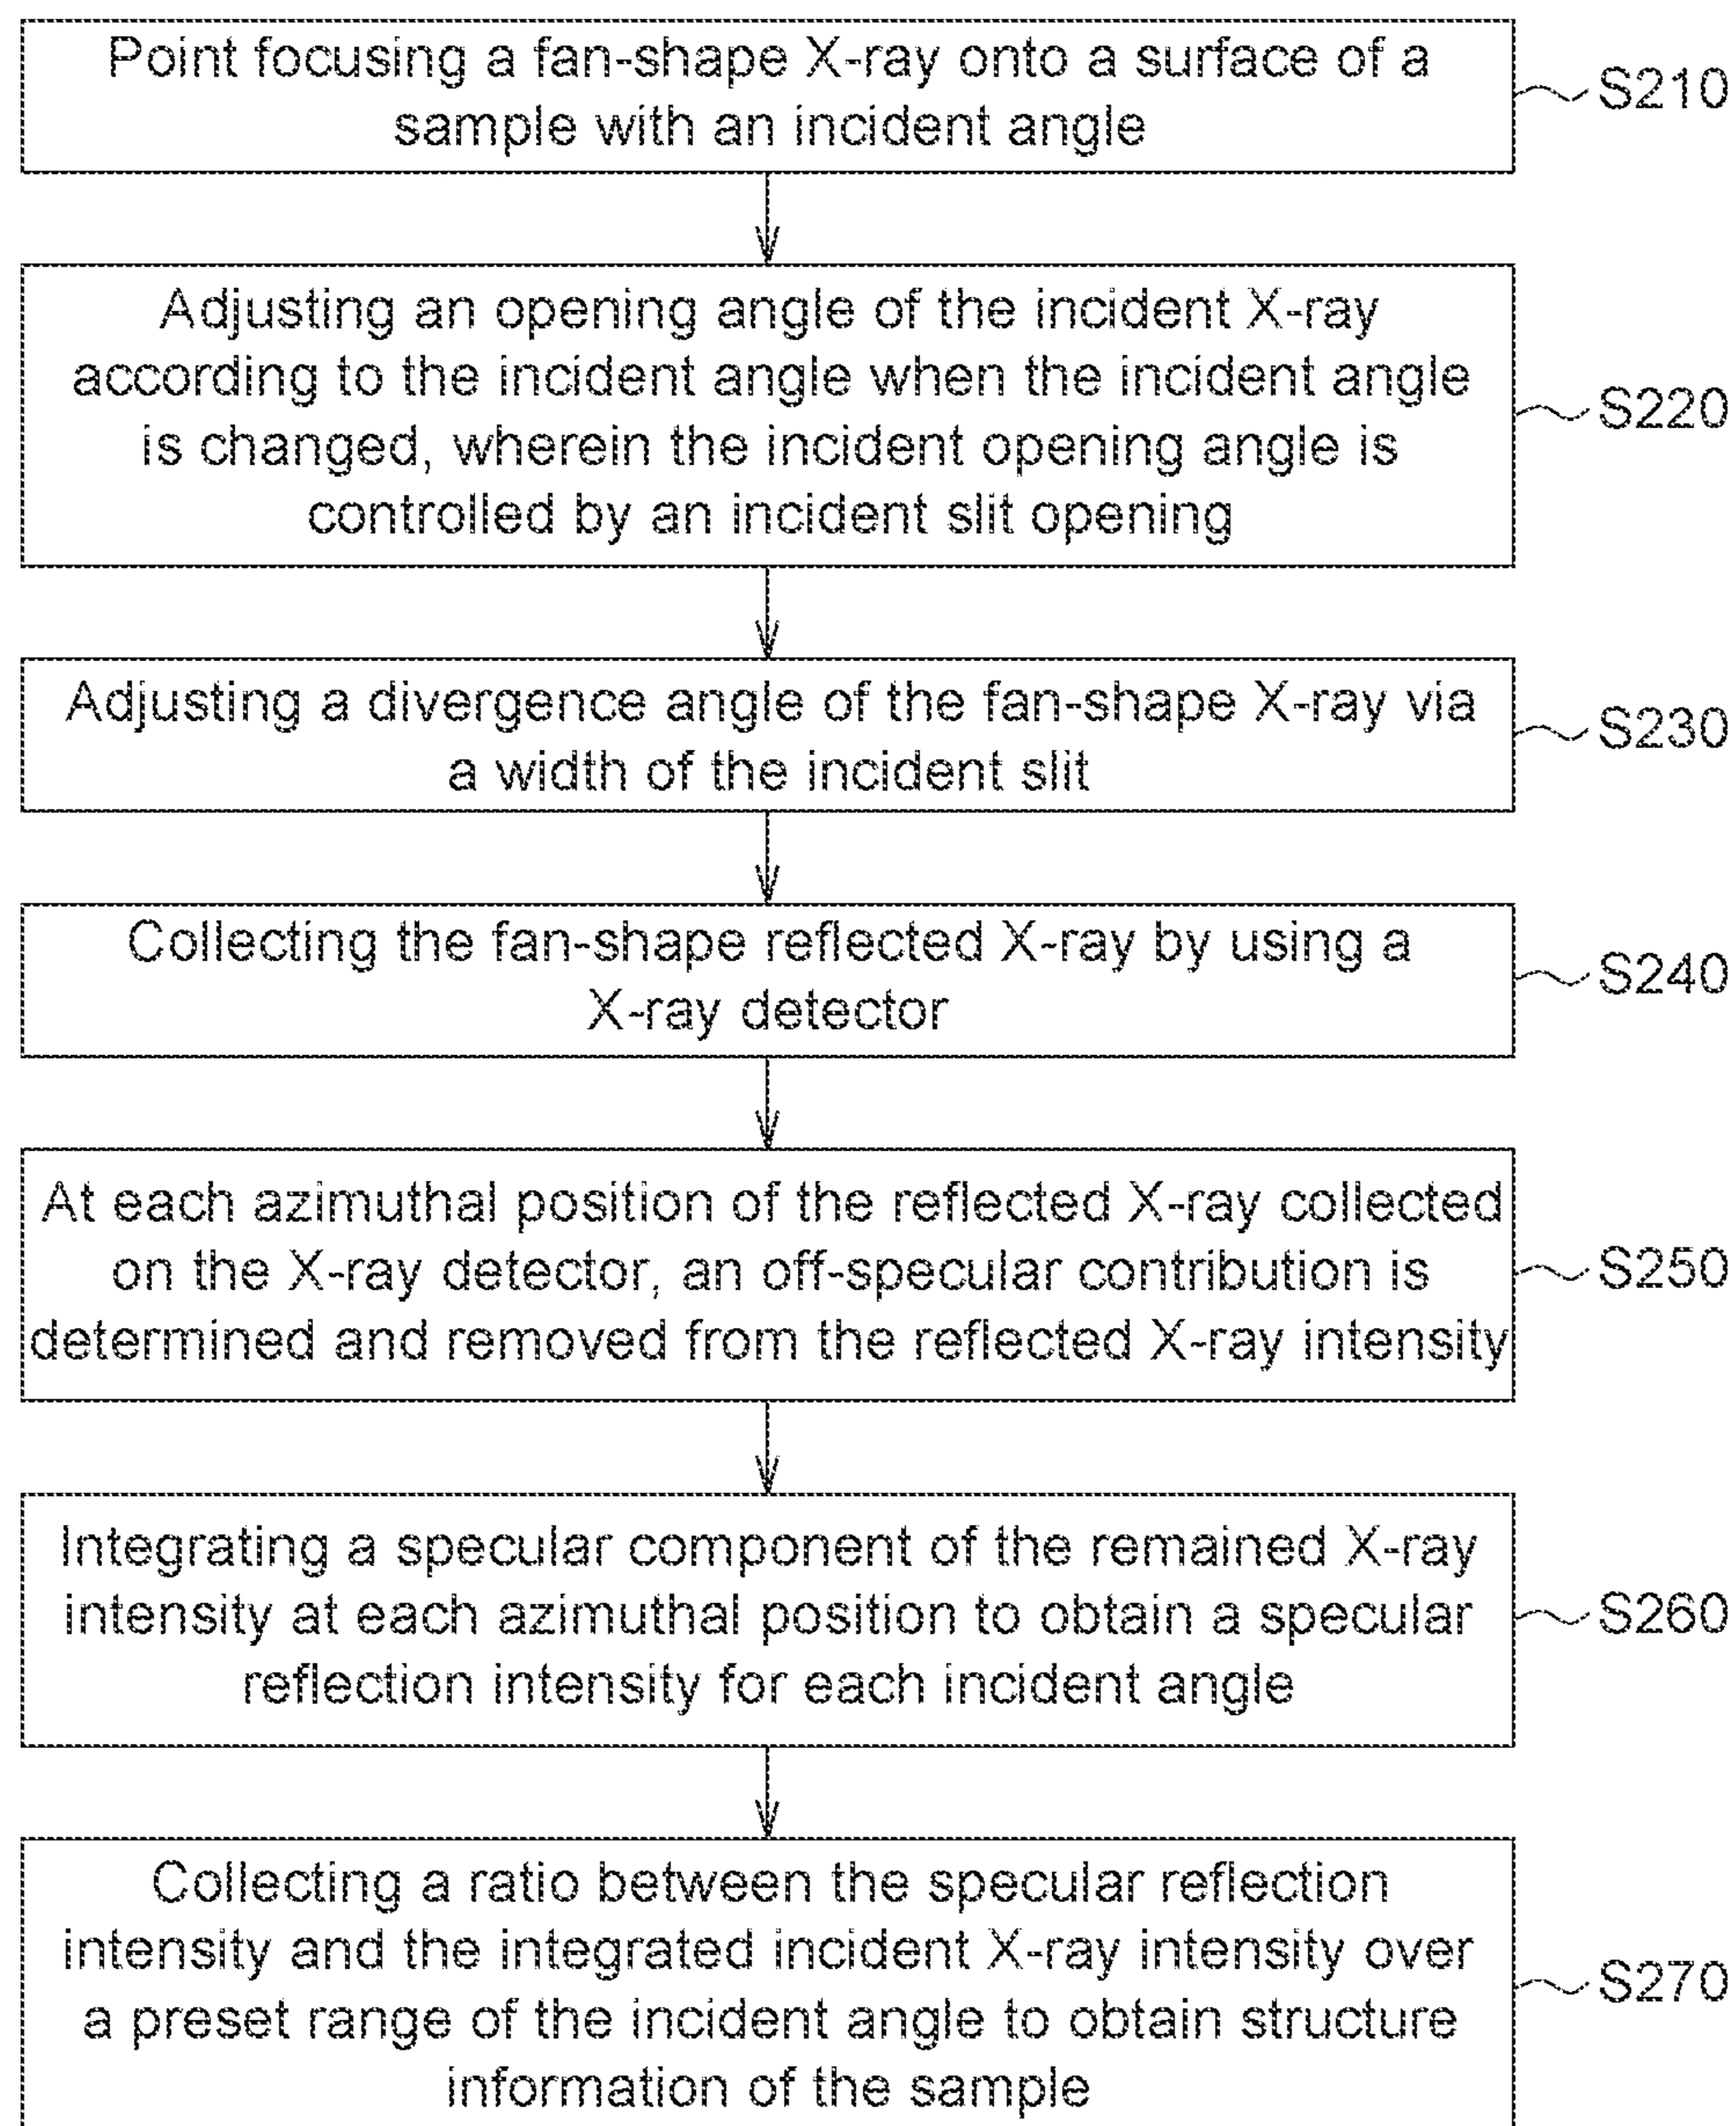 Point focusing a fan-shape X-ray onto a surface of a
sample with an incident angle
S210
Adjusting an opening angle of the incident X-ray
according to the incident angle when the incident angle
is changed, wherein the incident opening angle is
controlled by an incident slit opening
S220
Adjusting a divergence angle of the fan-shape X-ray via
a width of the incident slit
S230
Collecting the fan-shape reflected X-ray by using a
X-ray detector
S240
At each azimuthal position of the reflected X-ray collected
on the X-ray detector, an off-specular contribution is
determined and removed from the reflected X-ray intensity
S250
Integrating a specular component of the remained X-ray
intensity at each azimuthal position to obtain a specular
reflection intensity for each incident angle
S260
Collecting a ratio between the specular reflection
intensity and the integrated incident X-ray intensity over
a preset range of the incident angle to obtain structure
information of the sample
S270